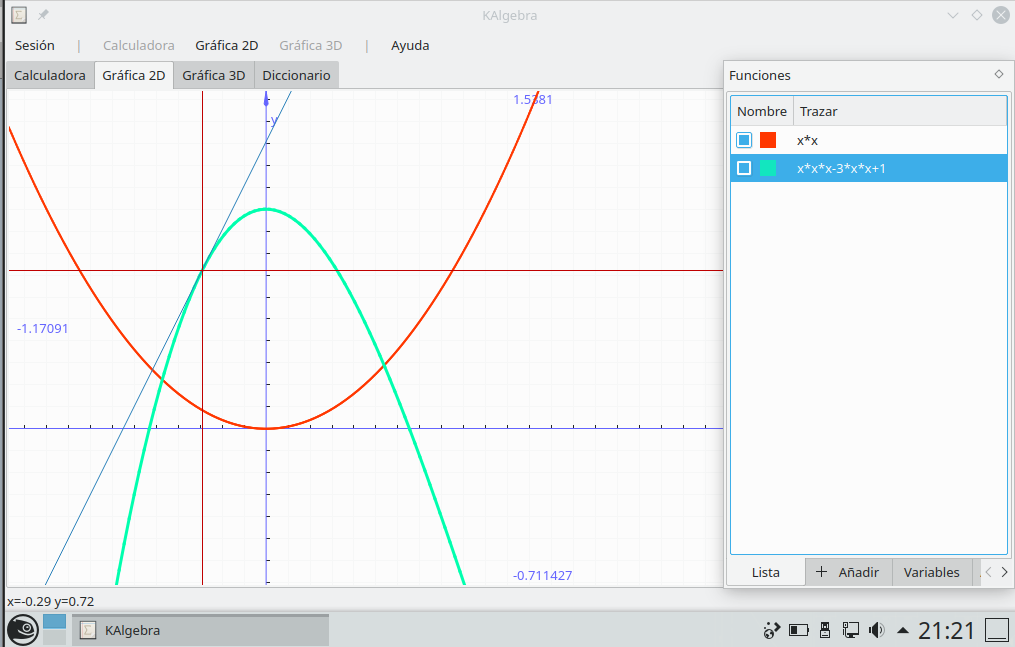 KAlgebra
Sesión | Calculadora Gráfica 2D Gráfica 3D | Ayuda
Calculadora Gráfica 2D Gráfica 3D Diccionario
Funciones
1.5381
y
Nombre Trazar
x*x
x*x*x-3*x*x+1
-1.17091
-0.711427
Lista + Añadir Variables
x=-0.29 y=0.72
KAlgebra
21:21